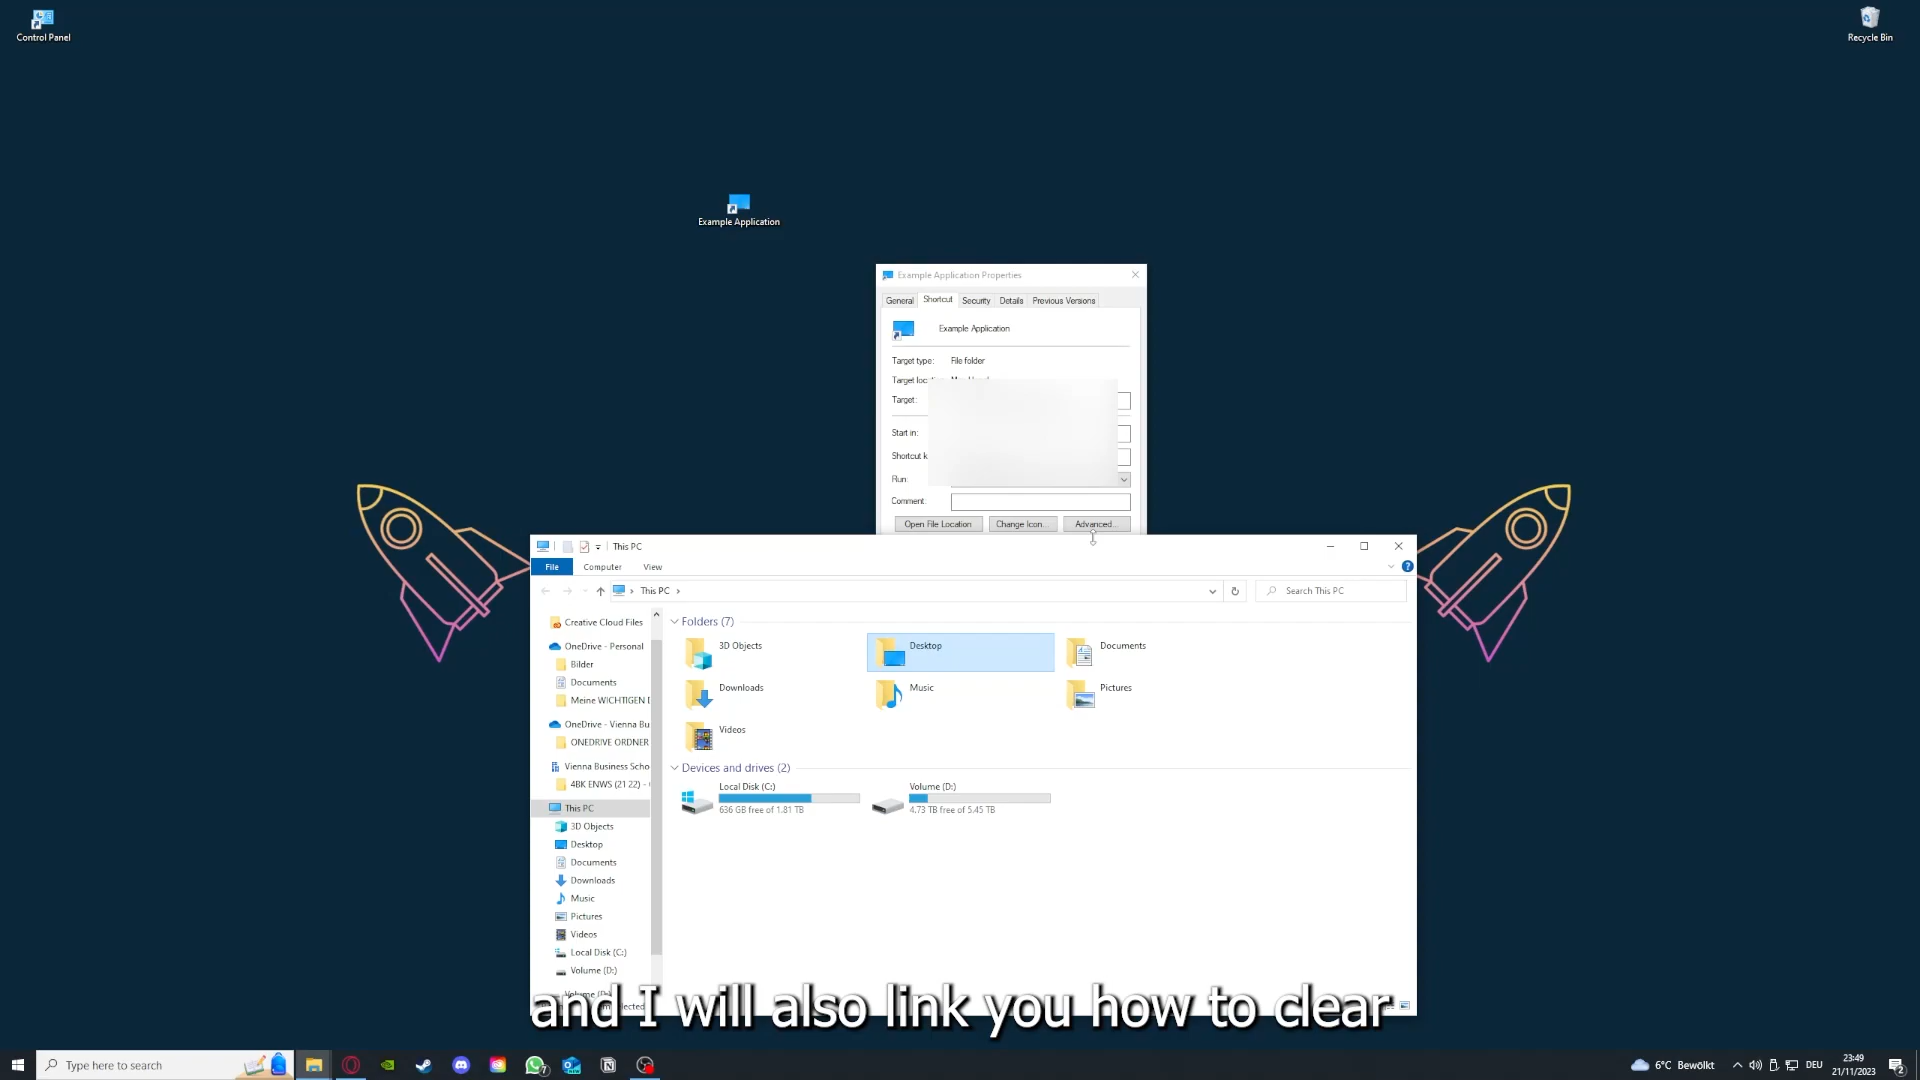 Control Panel
Recycle Bin
Example Application
Example Application Properties
General Shortcut Security Details Previous Versions
Example Application
Target type: File folder
Target:
Start in:
Shortcut k
Run:
Comment:
Open File Location Change Icon... Advanced...
This PC
File Computer View
This PC
Search This PC
Creative Cloud Files
OneDrive - Personal
Bilder
Documents
Meine WICHTIGEN D
OneDrive - Vienna Bu
ONEDRIVE ORDNER
Vienna Business Scho
4BK ENWS (21 22) -
This PC
3D Objects
Desktop
Documents
Downloads
Music
Pictures
Videos
Local Disk (C:)
Volume (D:)
Folders (7)
3D Objects
Desktop
Documents
Downloads
Music
Pictures
Videos
Devices and drives (2)
Local Disk (C:)
636 GB free of 1.81 TB
Volume (D:)
4.73 TB free of 5.45 TB
and I will also link you how to clear
Type here to search
7
6°C Bewölkt
DEU
23:49
21/11/2023
2